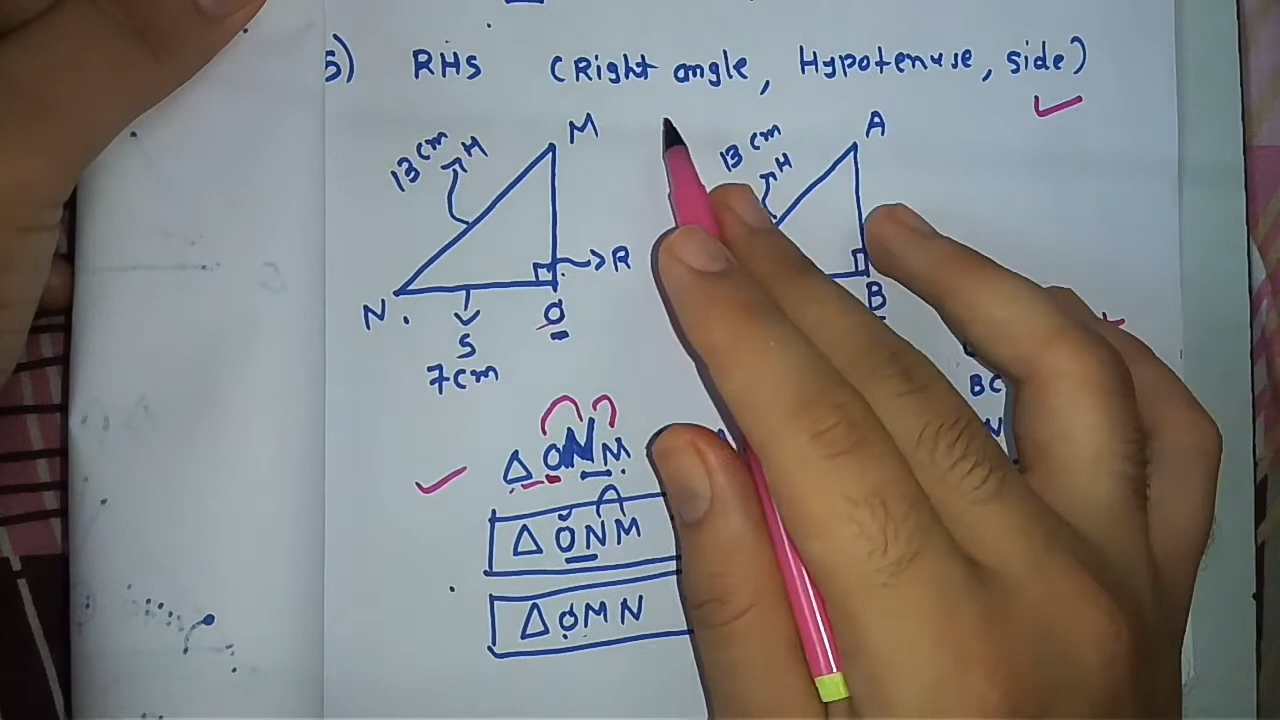 5) RHS (Right angle, Hypotenuse, side)
M A
13 cm H 13 cm H
R
N. O B
S
7cm
BC
N
Δ ONM
Δ ONM
Δ OMN